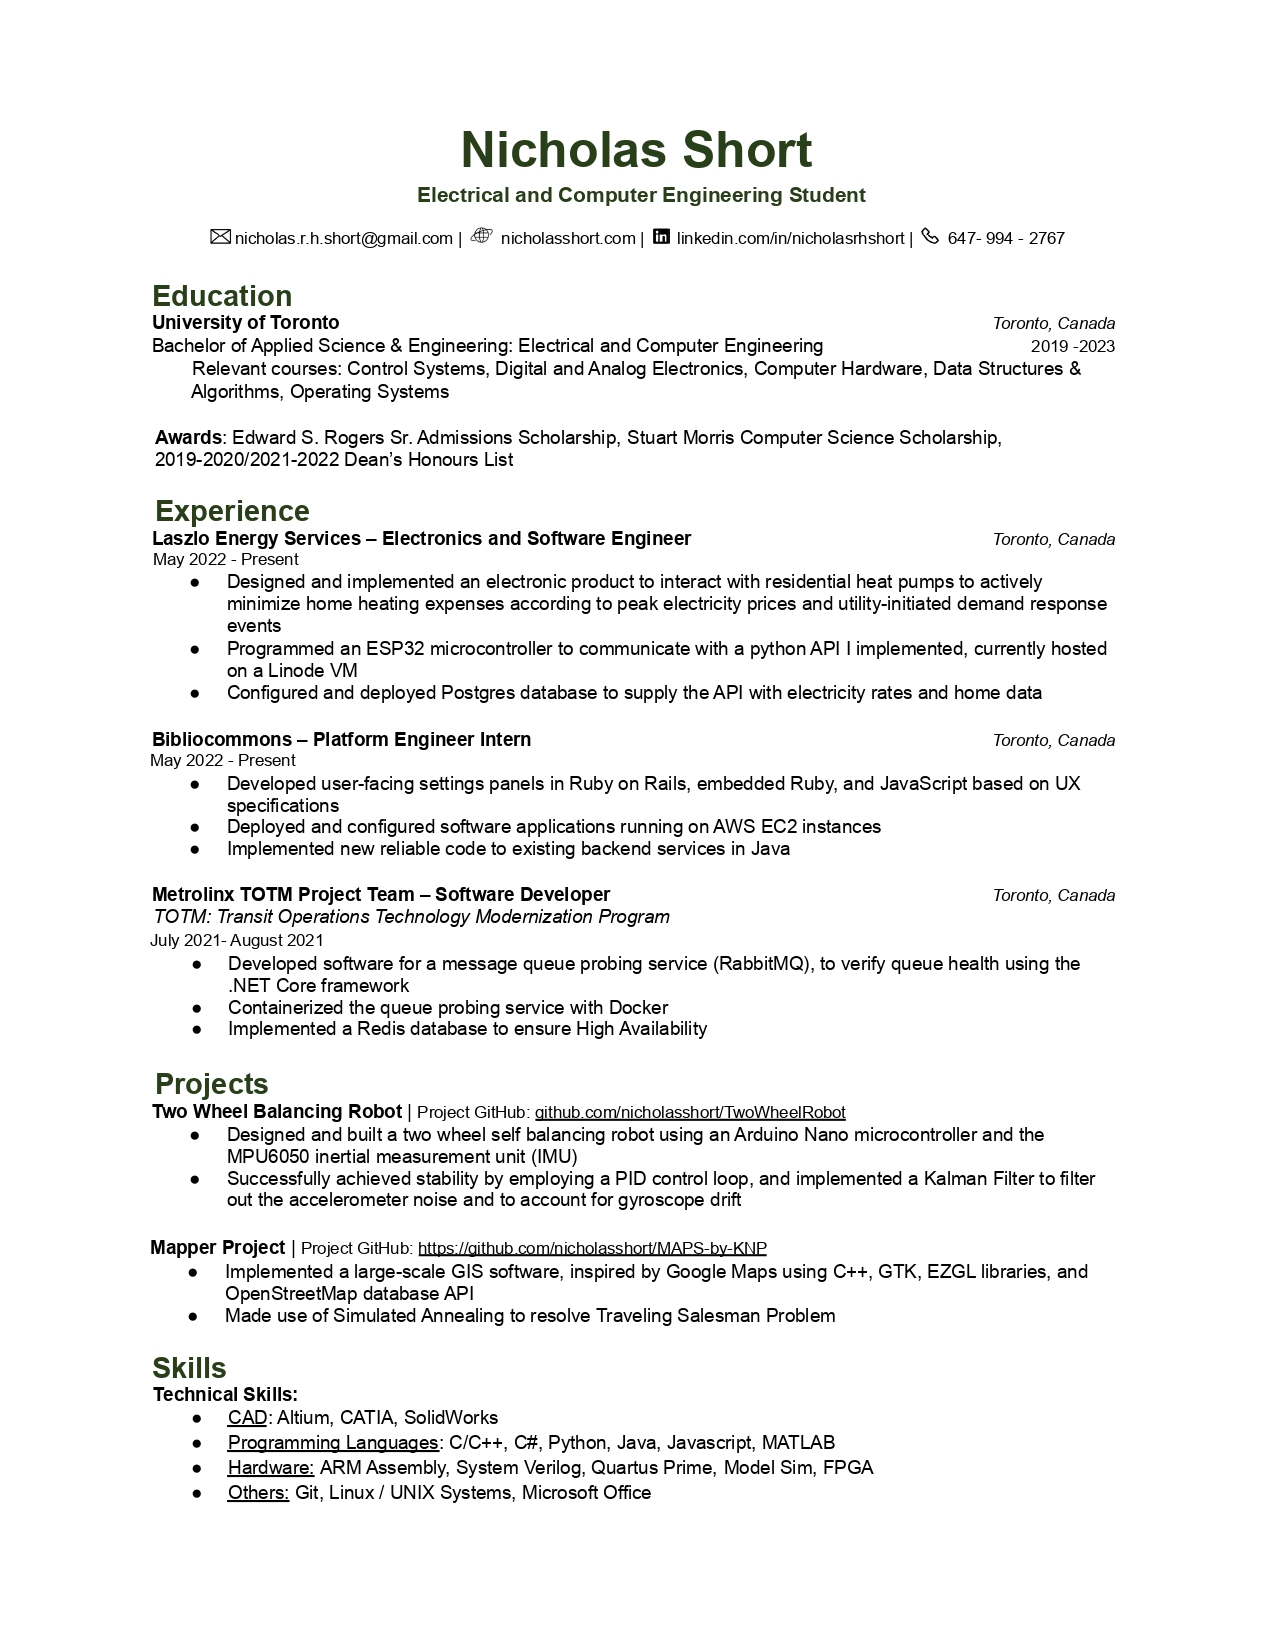 Nicholas Short
Electrical and Computer Engineering Student
nicholas.r.h.short@gmail.com | nicholasshort.com | linkedin.com/in/nicholasrhshort | 647- 994 - 2767
Education
University of Toronto Toronto, Canada
Bachelor of Applied Science & Engineering: Electrical and Computer Engineering 2019 -2023
Relevant courses: Control Systems, Digital and Analog Electronics, Computer Hardware, Data Structures &
Algorithms, Operating Systems
Awards: Edward S. Rogers Sr. Admissions Scholarship, Stuart Morris Computer Science Scholarship,
2019-2020/2021-2022 Dean’s Honours List
Experience
Laszlo Energy Services – Electronics and Software Engineer Toronto, Canada
May 2022 - Present
● Designed and implemented an electronic product to interact with residential heat pumps to actively
minimize home heating expenses according to peak electricity prices and utility-initiated demand response
events
● Programmed an ESP32 microcontroller to communicate with a python API I implemented, currently hosted
on a Linode VM
● Configured and deployed Postgres database to supply the API with electricity rates and home data
Bibliocommons – Platform Engineer Intern Toronto, Canada
May 2022 - Present
● Developed user-facing settings panels in Ruby on Rails, embedded Ruby, and JavaScript based on UX
specifications
● Deployed and configured software applications running on AWS EC2 instances
● Implemented new reliable code to existing backend services in Java
Metrolinx TOTM Project Team – Software Developer Toronto, Canada
TOTM: Transit Operations Technology Modernization Program
July 2021- August 2021
● Developed software for a message queue probing service (RabbitMQ), to verify queue health using the
.NET Core framework
● Containerized the queue probing service with Docker
● Implemented a Redis database to ensure High Availability
Projects
Two Wheel Balancing Robot | Project GitHub: github.com/nicholasshort/TwoWheelRobot
● Designed and built a two wheel self balancing robot using an Arduino Nano microcontroller and the
MPU6050 inertial measurement unit (IMU)
● Successfully achieved stability by employing a PID control loop, and implemented a Kalman Filter to filter
out the accelerometer noise and to account for gyroscope drift
Mapper Project | Project GitHub: https://github.com/nicholasshort/MAPS-by-KNP
● Implemented a large-scale GIS software, inspired by Google Maps using C++, GTK, EZGL libraries, and
OpenStreetMap database API
● Made use of Simulated Annealing to resolve Traveling Salesman Problem
Skills
Technical Skills:
● CAD: Altium, CATIA, SolidWorks
● Programming Languages: C/C++, C#, Python, Java, Javascript, MATLAB
● Hardware: ARM Assembly, System Verilog, Quartus Prime, Model Sim, FPGA
● Others: Git, Linux / UNIX Systems, Microsoft Office